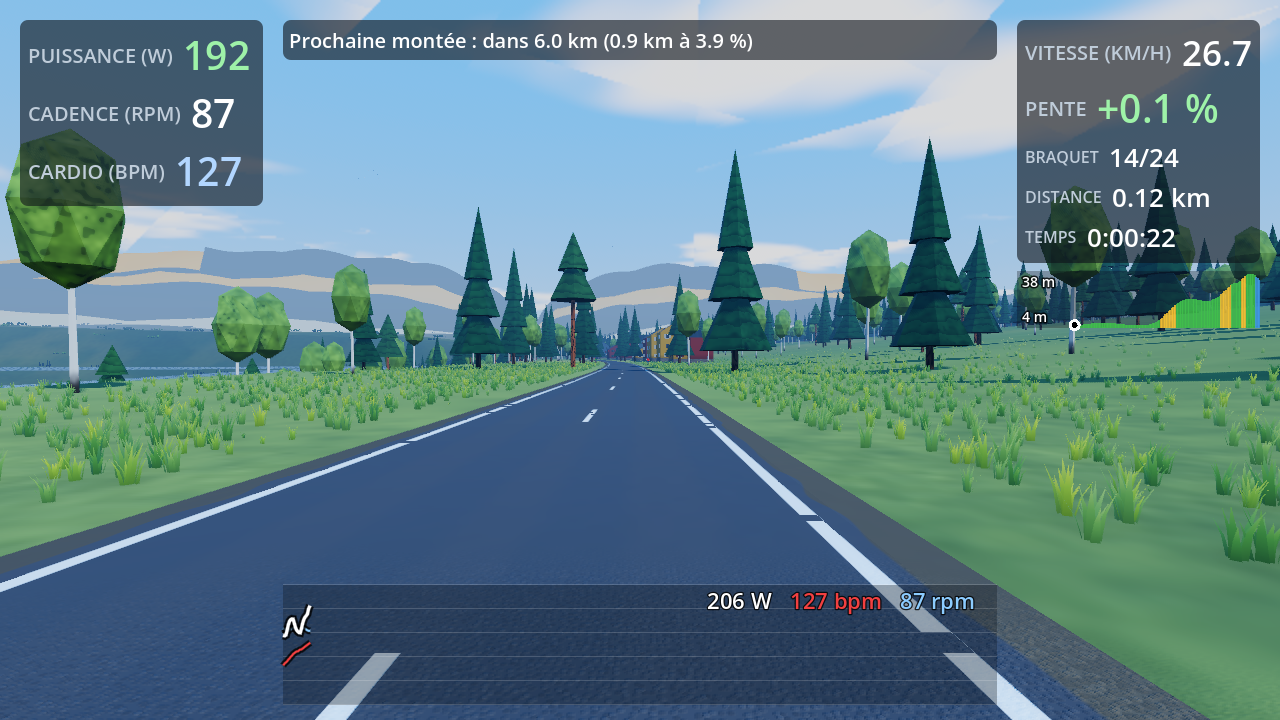 PUISSANCE (W) 192
CADENCE (RPM) 87
CARDIO (BPM) 127
Prochaine montée : dans 6.0 km (0.9 km à 3.9 %)
VITESSE (KM/H) 26.7
PENTE +0.1 %
BRAQUET 14/24
DISTANCE 0.12 km
TEMPS 0:00:22
38 m
4 m
206 W 127 bpm 87 rpm